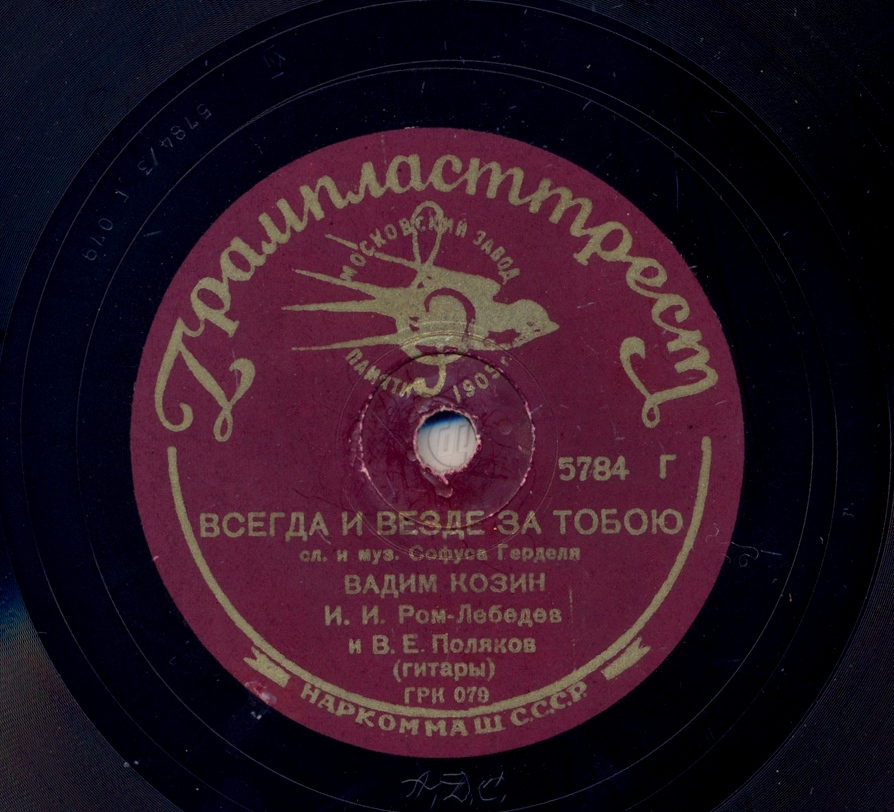 Грампласттрест
МОСКОВСКИЙ ЗАВОД
ПАМЯТИ 1905 г.
5784 Г
ВСЕГДА И ВЕЗДЕ ЗА ТОБОЮ
сл. и муз. Софуса Герделя
ВАДИМ КОЗИН
И. И. Ром-Лебедев
и В. Е. Поляков
(гитары)
ГРК 079
НАРКОММАШ С.С.С.Р.
5784/3 Г 079
VI
A.D.C.